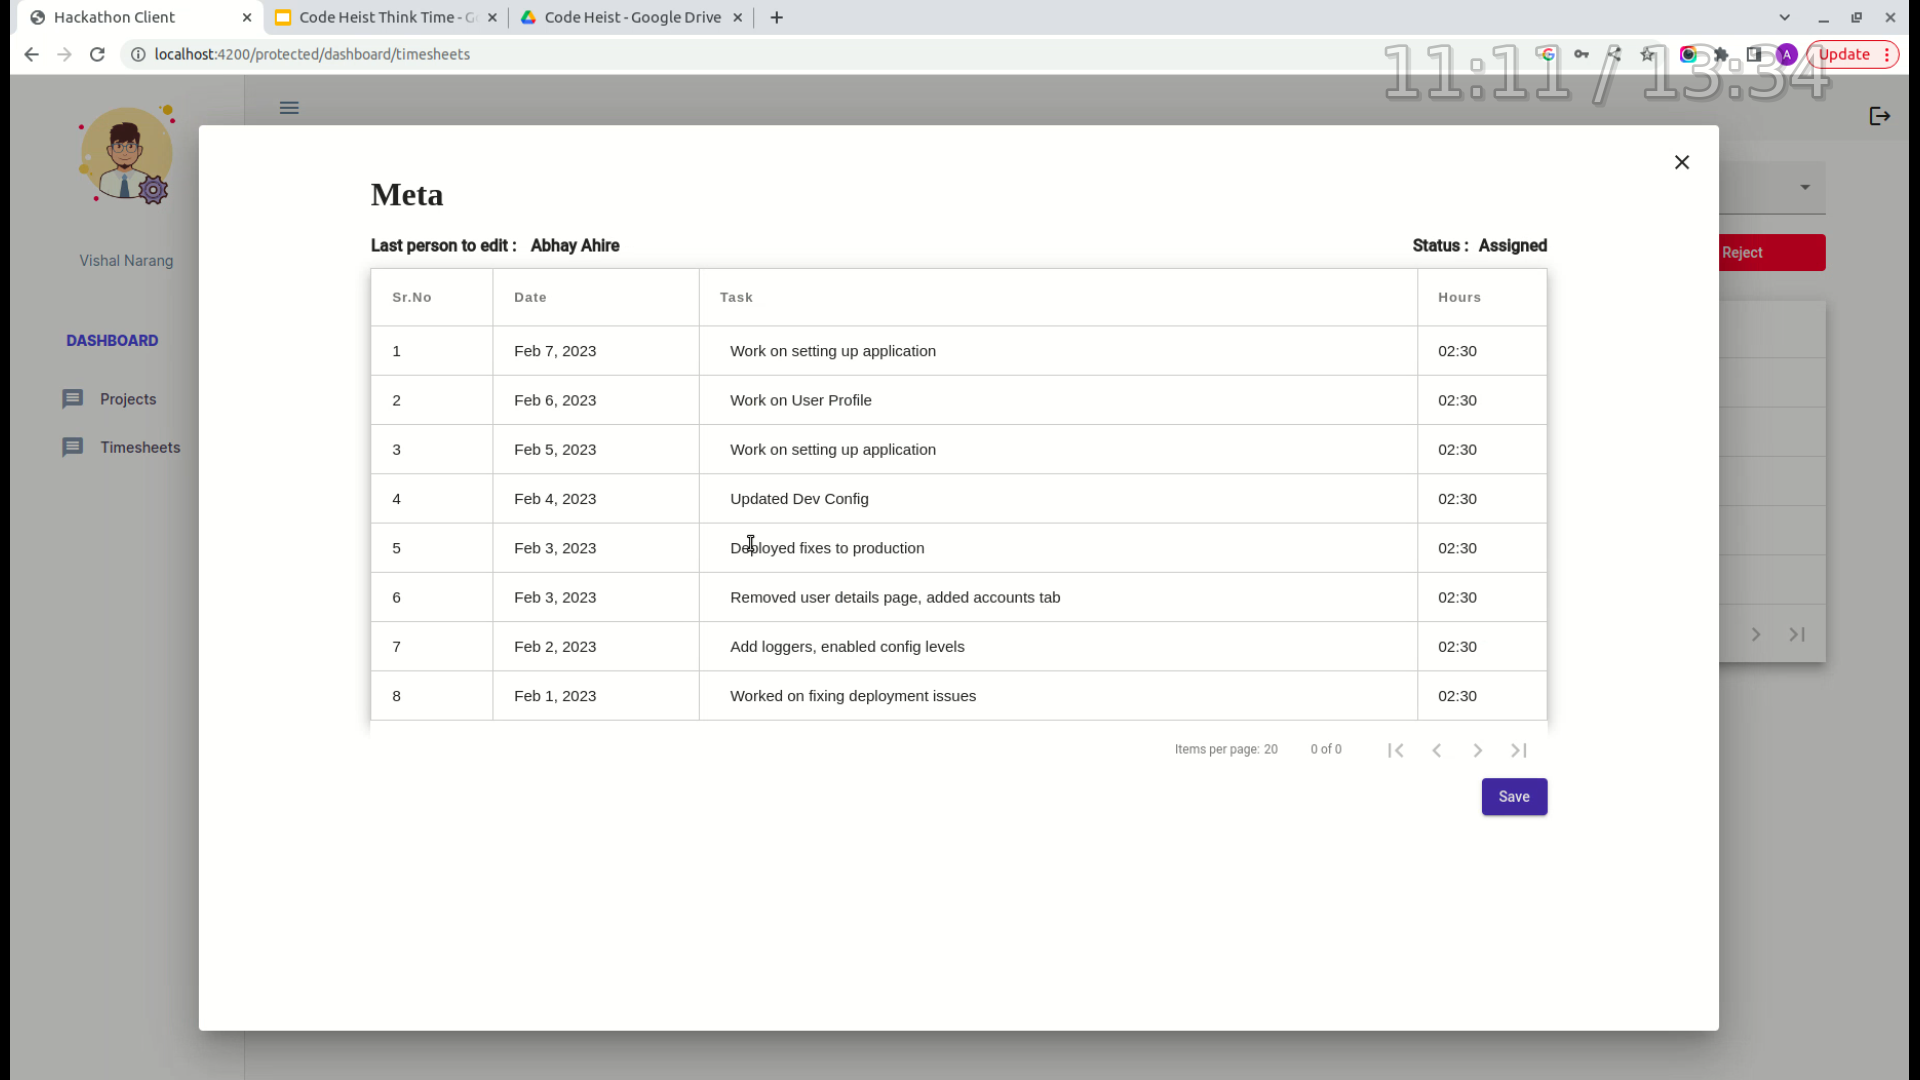 Hackathon Client
Code Heist Think Time - G
Code Heist - Google Drive
localhost:4200/protected/dashboard/timesheets
A
Update
11:11 / 13:34
Vishal Narang
DASHBOARD
Projects
Timesheets
Reject
Meta
Last person to edit : Abhay Ahire
Status : Assigned
Sr.No Date Task Hours
1 Feb 7, 2023 Work on setting up application 02:30
2 Feb 6, 2023 Work on User Profile 02:30
3 Feb 5, 2023 Work on setting up application 02:30
4 Feb 4, 2023 Updated Dev Config 02:30
5 Feb 3, 2023 Deployed fixes to production 02:30
6 Feb 3, 2023 Removed user details page, added accounts tab 02:30
7 Feb 2, 2023 Add loggers, enabled config levels 02:30
8 Feb 1, 2023 Worked on fixing deployment issues 02:30
Items per page: 20 0 of 0
Save